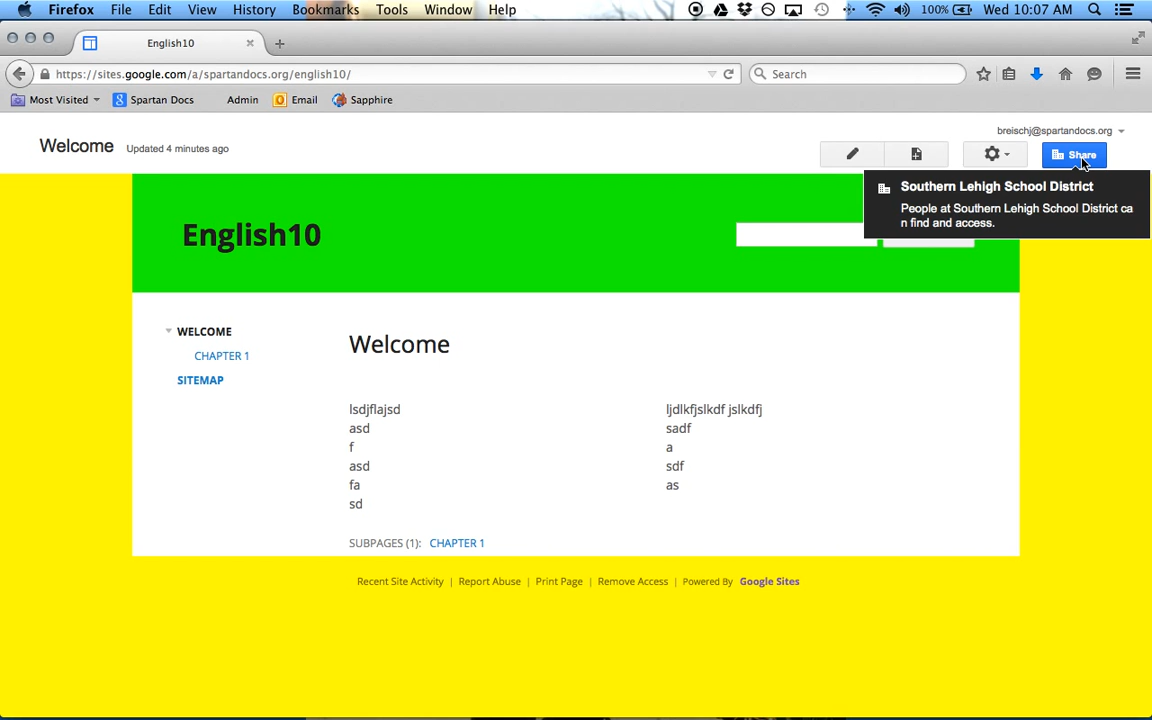 Firefox File Edit View History Bookmarks Tools Window Help 100% Wed 10:07 AM
English10
https://sites.google.com/a/spartandocs.org/english10/ Search
Most Visited Spartan Docs Admin Email Sapphire
breischj@spartandocs.org
Welcome Updated 4 minutes ago
Share
Southern Lehigh School District
People at Southern Lehigh School District ca
n find and access.
English10
WELCOME
CHAPTER 1
SITEMAP
Welcome
lsdjflajsd
asd
f
asd
fa
sd
ljdlkfjslkdf jslkdfj
sadf
a
sdf
as
SUBPAGES (1): CHAPTER 1
Recent Site Activity | Report Abuse | Print Page | Remove Access | Powered By Google Sites